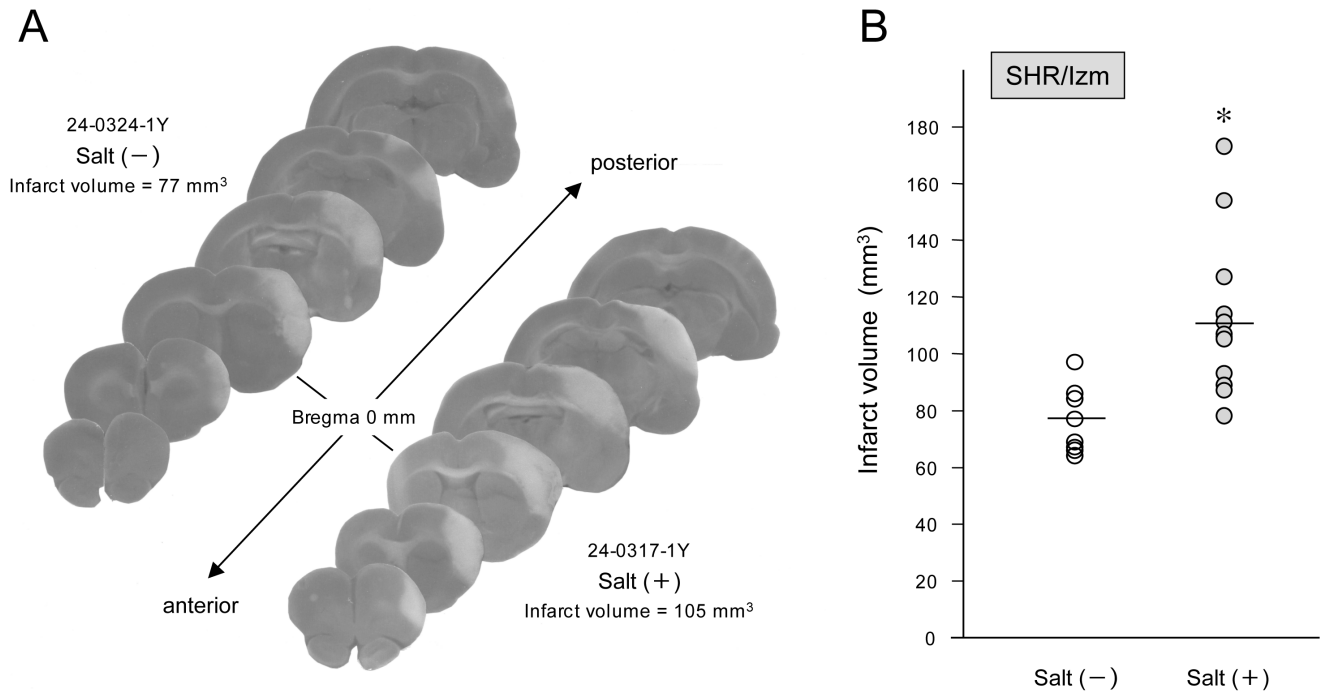 A
24-0324-1Y
Salt (−)
Infarct volume = 77 mm³
posterior
Bregma 0 mm
anterior
24-0317-1Y
Salt (+)
Infarct volume = 105 mm³
B
SHR/Izm
*
Infarct volume (mm³)
180
160
140
120
100
80
60
40
20
0
Salt (−)
Salt (+)